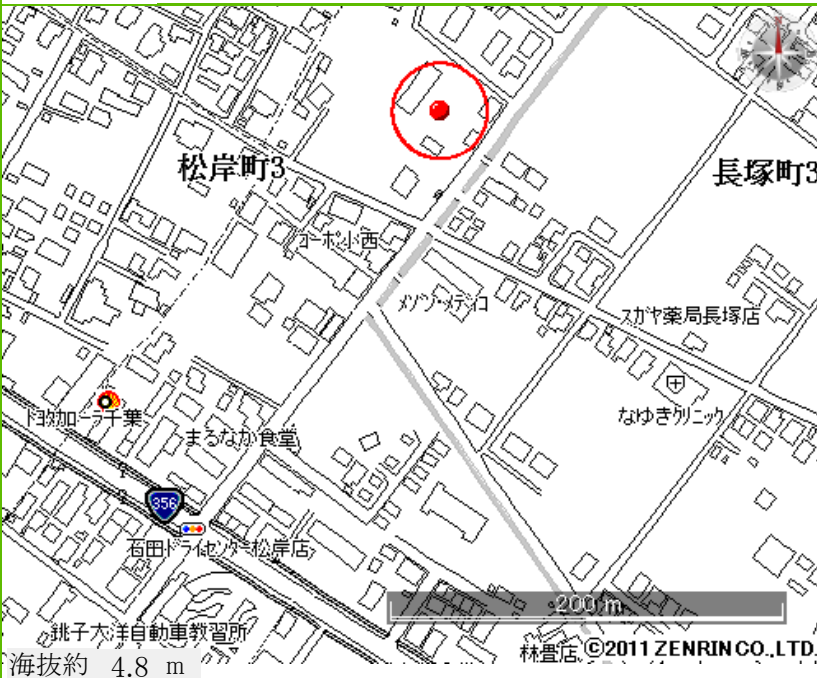 松岸町3
長塚町3
コーポ小西
メゾン・メディコ
スガヤ薬局長塚店
トヨタカローラ千葉
なゆきクリニック
まるなか食堂
356
石田ドライセンター松岸店
200 m
銚子大洋自動車教習所
林畳店
©2011 ZENRIN CO.,LTD.
海抜約 4.8 m